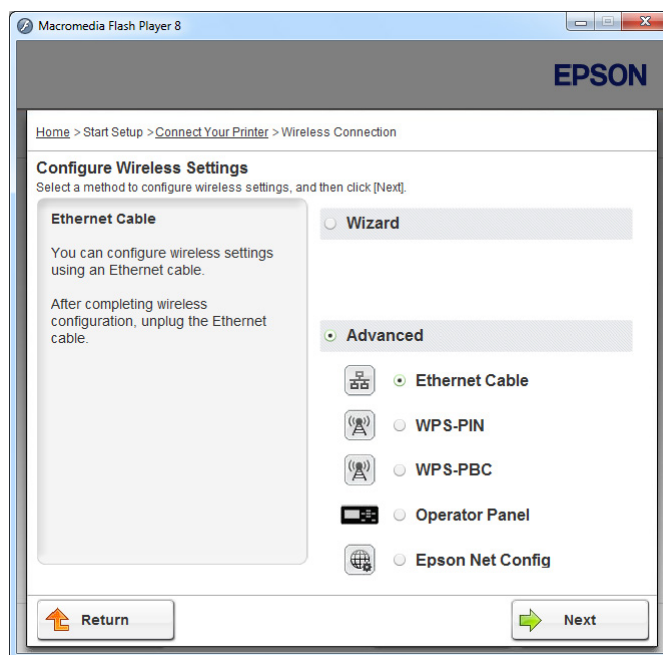 Macromedia Flash Player 8
EPSON
Home > Start Setup > Connect Your Printer > Wireless Connection
Configure Wireless Settings
Select a method to configure wireless settings, and then click [Next].
Ethernet Cable
You can configure wireless settings
using an Ethernet cable.
After completing wireless
configuration, unplug the Ethernet
cable.
Wizard
Advanced
Ethernet Cable
WPS-PIN
WPS-PBC
Operator Panel
Epson Net Config
Return
Next